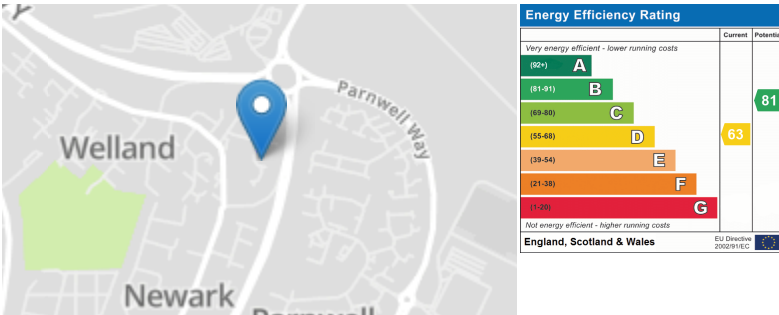 Parnwell Way
Welland
Newark
Parnwell
Energy Efficiency Rating
Current
Very energy efficient - lower running costs
(92+) A
(81-91) B
81
(69-80) C
(55-68) D
63
(39-54) E
(21-38) F
(1-20) G
Not energy efficient - higher running costs
England, Scotland & Wales
EU Directive
2002/91/EC